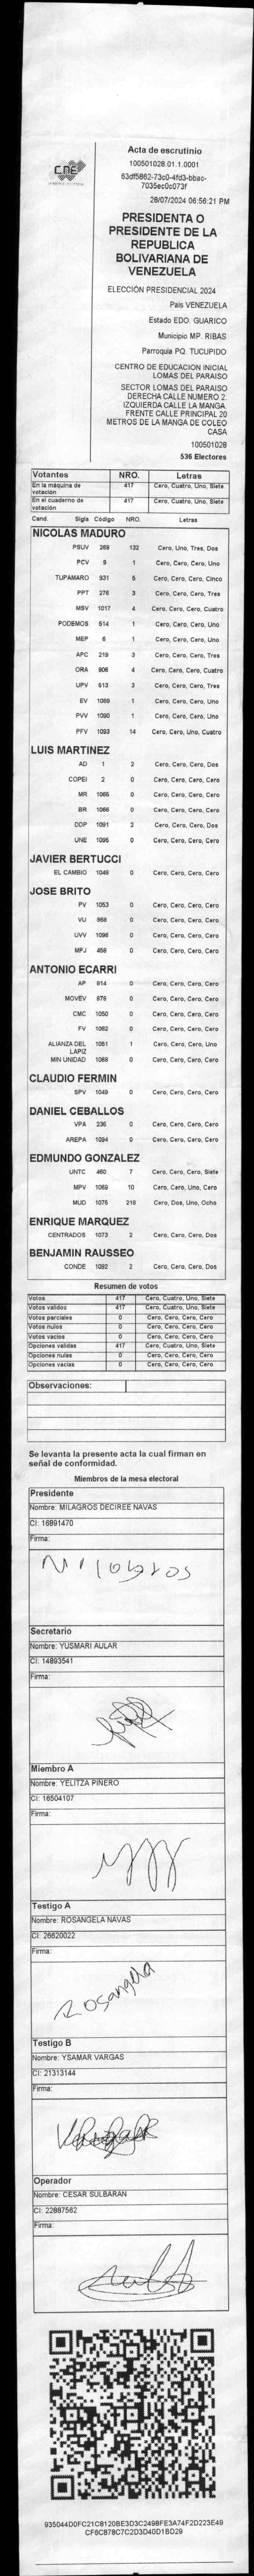 CNE
Acta de escrutinio
100501028.01.1.0001
63df5862-73c0-4fd3-bbac-
7035ec0c073f
28/07/2024 06:56:21 PM
PRESIDENTA O
PRESIDENTE DE LA
REPUBLICA
BOLIVARIANA DE
VENEZUELA
ELECCIÓN PRESIDENCIAL 2024
País VENEZUELA
Estado EDO. GUARICO
Municipio MP. RIBAS
Parroquia PQ. TUCUPIDO
CENTRO DE EDUCACION INICIAL
LOMAS DEL PARAISO
SECTOR LOMAS DEL PARAISO
DERECHA CALLE NUMERO 2.
IZQUIERDA CALLE LA MANGA.
FRENTE CALLE PRINCIPAL 20
METROS DE LA MANGA DE COLEO
CASA
100501028
536 Electores
Votantes NRO. Letras
En la máquina de votación 417 Cero, Cuatro, Uno, Siete
En el cuaderno de votación 417 Cero, Cuatro, Uno, Siete
Cand. Sigla Código NRO. Letras
NICOLAS MADURO
PSUV 269 132 Cero, Uno, Tres, Dos
PCV 9 1 Cero, Cero, Cero, Uno
TUPAMARO 931 5 Cero, Cero, Cero, Cinco
PPT 276 3 Cero, Cero, Cero, Tres
MSV 1017 4 Cero, Cero, Cero, Cuatro
PODEMOS 514 1 Cero, Cero, Cero, Uno
MEP 6 1 Cero, Cero, Cero, Uno
APC 219 3 Cero, Cero, Cero, Tres
ORA 906 4 Cero, Cero, Cero, Cuatro
UPV 513 3 Cero, Cero, Cero, Tres
EV 1089 1 Cero, Cero, Cero, Uno
PVV 1090 1 Cero, Cero, Cero, Uno
PFV 1093 14 Cero, Cero, Uno, Cuatro
LUIS MARTINEZ
AD 1 2 Cero, Cero, Cero, Dos
COPEI 2 0 Cero, Cero, Cero, Cero
MR 1065 0 Cero, Cero, Cero, Cero
BR 1066 0 Cero, Cero, Cero, Cero
DDP 1091 2 Cero, Cero, Cero, Dos
UNE 1095 0 Cero, Cero, Cero, Cero
JAVIER BERTUCCI
EL CAMBIO 1048 0 Cero, Cero, Cero, Cero
JOSE BRITO
PV 1053 0 Cero, Cero, Cero, Cero
VU 868 0 Cero, Cero, Cero, Cero
UVV 1096 0 Cero, Cero, Cero, Cero
MPJ 458 0 Cero, Cero, Cero, Cero
ANTONIO ECARRI
AP 814 0 Cero, Cero, Cero, Cero
MOVEV 878 0 Cero, Cero, Cero, Cero
CMC 1050 0 Cero, Cero, Cero, Cero
FV 1062 0 Cero, Cero, Cero, Cero
ALIANZA DEL LAPIZ 1051 1 Cero, Cero, Cero, Uno
MIN UNIDAD 1068 0 Cero, Cero, Cero, Cero
CLAUDIO FERMIN
SPV 1049 0 Cero, Cero, Cero, Cero
DANIEL CEBALLOS
VPA 236 0 Cero, Cero, Cero, Cero
AREPA 1094 0 Cero, Cero, Cero, Cero
EDMUNDO GONZALEZ
UNTC 460 7 Cero, Cero, Cero, Siete
MPV 1069 10 Cero, Cero, Uno, Cero
MUD 1075 218 Cero, Dos, Uno, Ocho
ENRIQUE MARQUEZ
CENTRADOS 1073 2 Cero, Cero, Cero, Dos
BENJAMIN RAUSSEO
CONDE 1092 2 Cero, Cero, Cero, Dos
Resumen de votos
Votos 417 Cero, Cuatro, Uno, Siete
Votos validos 417 Cero, Cuatro, Uno, Siete
Votos parciales 0 Cero, Cero, Cero, Cero
Votos nulos 0 Cero, Cero, Cero, Cero
Votos vacios 0 Cero, Cero, Cero, Cero
Opciones validas 417 Cero, Cuatro, Uno, Siete
Opciones nulas 0 Cero, Cero, Cero, Cero
Opciones vacias 0 Cero, Cero, Cero, Cero
Observaciones:
Se levanta la presente acta la cual firman en
señal de conformidad.
Miembros de la mesa electoral
Presidente
Nombre: MILAGROS DECIREE NAVAS
CI: 16891470
Firma:
Milagros
Secretario
Nombre: YUSMARI AULAR
CI: 14893541
Firma:
Miembro A
Nombre: YELITZA PIÑERO
CI: 16504107
Firma:
Testigo A
Nombre: ROSANGELA NAVAS
CI: 26620022
Firma:
Rosangela
Testigo B
Nombre: YSAMAR VARGAS
CI: 21313144
Firma:
Operador
Nombre: CESAR SULBARAN
CI: 22887562
Firma:
935044D0FC21C8120BE3D3C2498FE3A74F2D223E49
CF6C878C7C2D3D40D1BD29